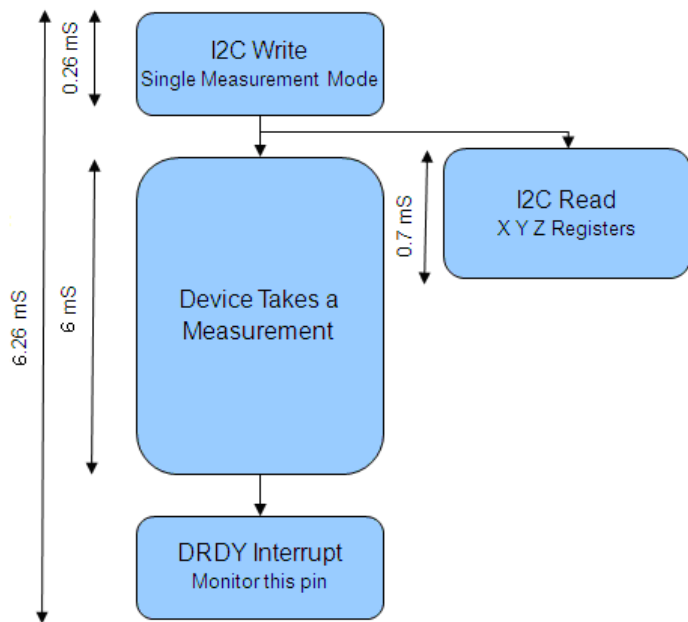 0.26 mS
I2C Write
Single Measurement Mode
I2C Read
X Y Z Registers
0.7 mS
6.26 mS
6 mS
Device Takes a
Measurement
DRDY Interrupt
Monitor this pin